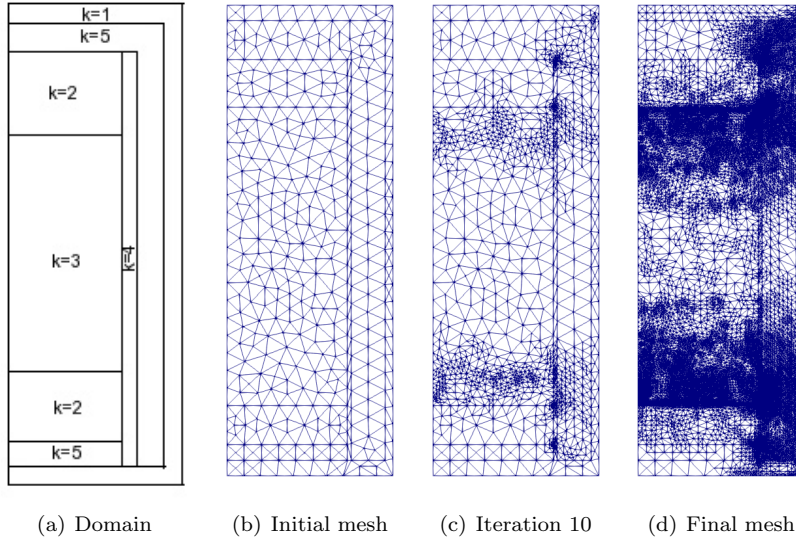 k=1
k=5
k=2
k=3
k=4
k=2
k=5
(a) Domain
(b) Initial mesh
(c) Iteration 10
(d) Final mesh